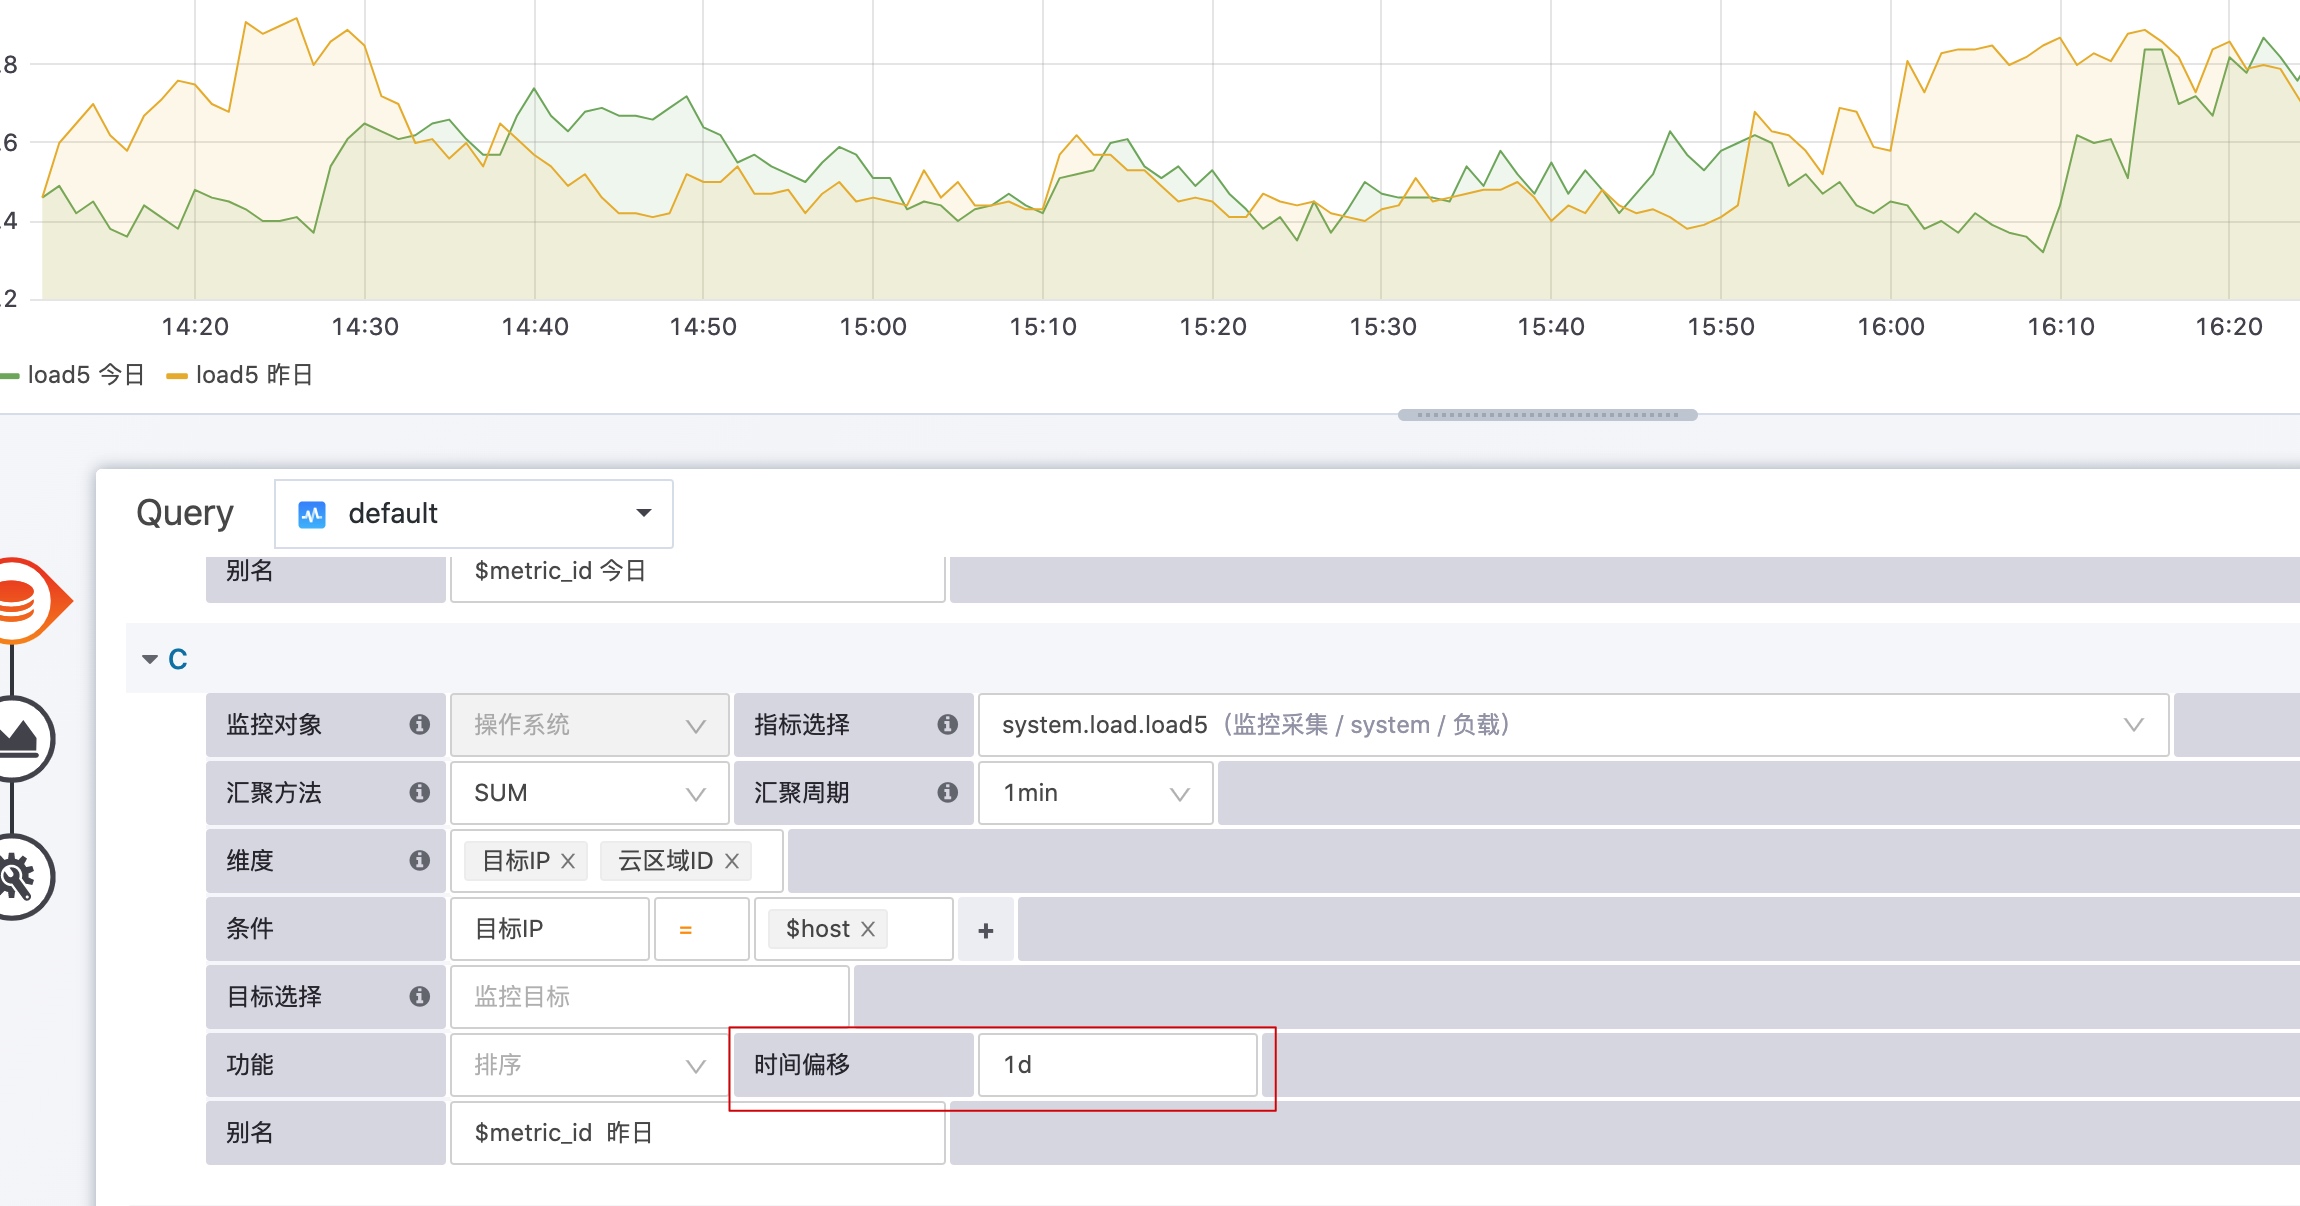 .8
.6
.4
.2
14:20 14:30 14:40 14:50 15:00 15:10 15:20 15:30 15:40 15:50 16:00 16:10 16:20
load5 今日 load5 昨日
Query default
别名 $metric_id 今日
C
监控对象 操作系统 指标选择 system.load.load5（监控采集 / system / 负载）
汇聚方法 SUM 汇聚周期 1min
维度 目标IP × 云区域ID ×
条件 目标IP = $host × +
目标选择 监控目标
功能 排序 时间偏移 1d
别名 $metric_id 昨日